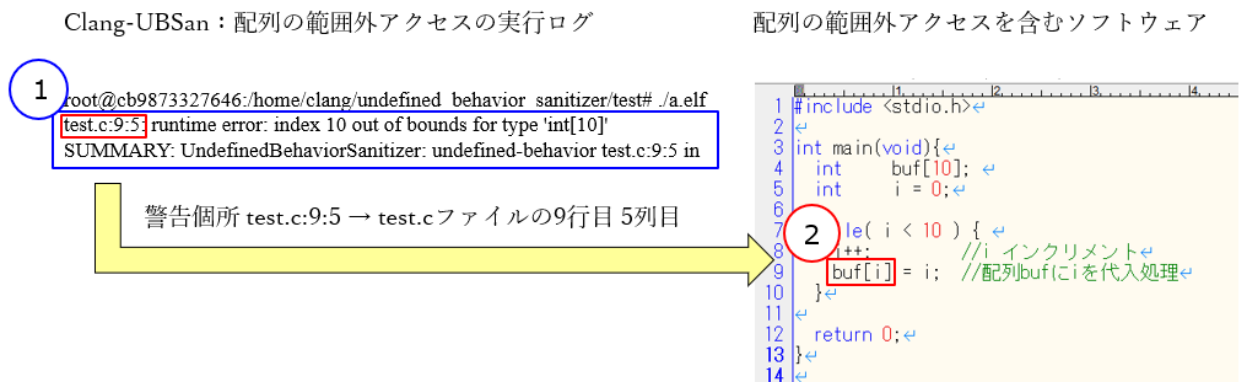 Clang-UBSan：配列の範囲外アクセスの実行ログ
1
root@cb9873327646:/home/clang/undefined_behavior_sanitizer/test# ./a.elf
test.c:9:5: runtime error: index 10 out of bounds for type 'int[10]'
SUMMARY: UndefinedBehaviorSanitizer: undefined-behavior test.c:9:5 in
警告個所 test.c:9:5 → test.cファイルの9行目 5列目
配列の範囲外アクセスを含むソフトウェア
1 2 3 4
1 #include <stdio.h>↵
2 ↵
3 int main(void){↵
4 int buf[10]; ↵
5 int i = 0;↵
6
7 le( i < 10 ) { ↵
2
8 i++; //i インクリメント↵
9 buf[i] = i; //配列bufにiを代入処理↵
10 }↵
11 ↵
12 return 0;↵
13 }↵
14 ↵